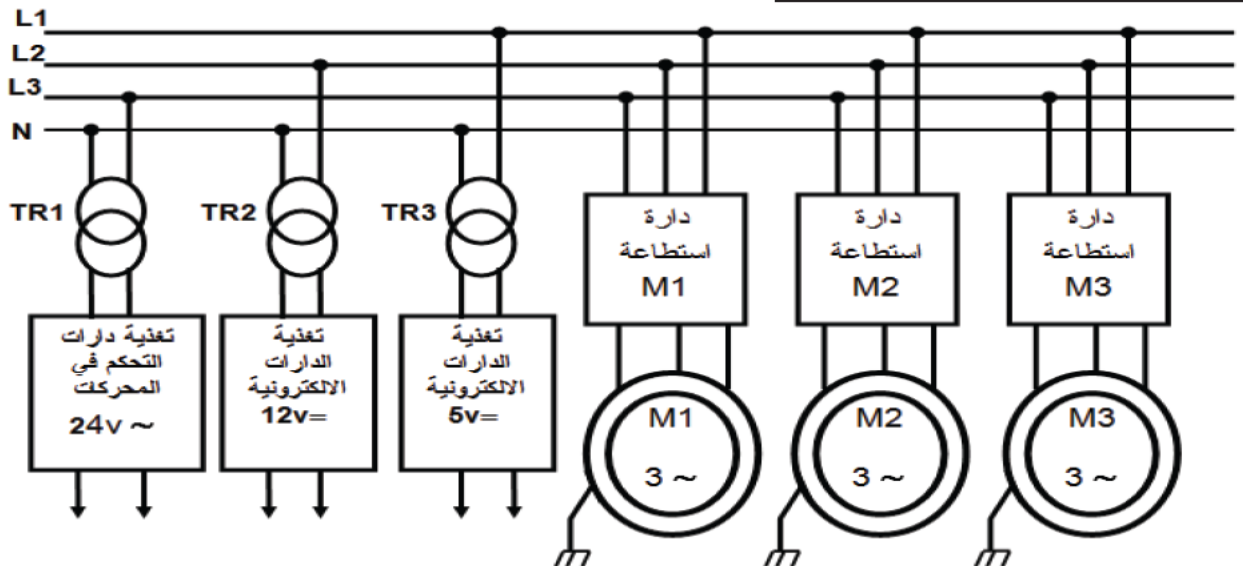 L1
L2
L3
N
TR1
TR2
TR3
تغذية دارات
التحكم في
المحركات
24v ~
تغذية
الدارات
الالكترونية
12v=
تغذية
الدارات
الالكترونية
5v=
دارة
استطاعة
M1
دارة
استطاعة
M2
دارة
استطاعة
M3
M1
3 ~
M2
3 ~
M3
3 ~